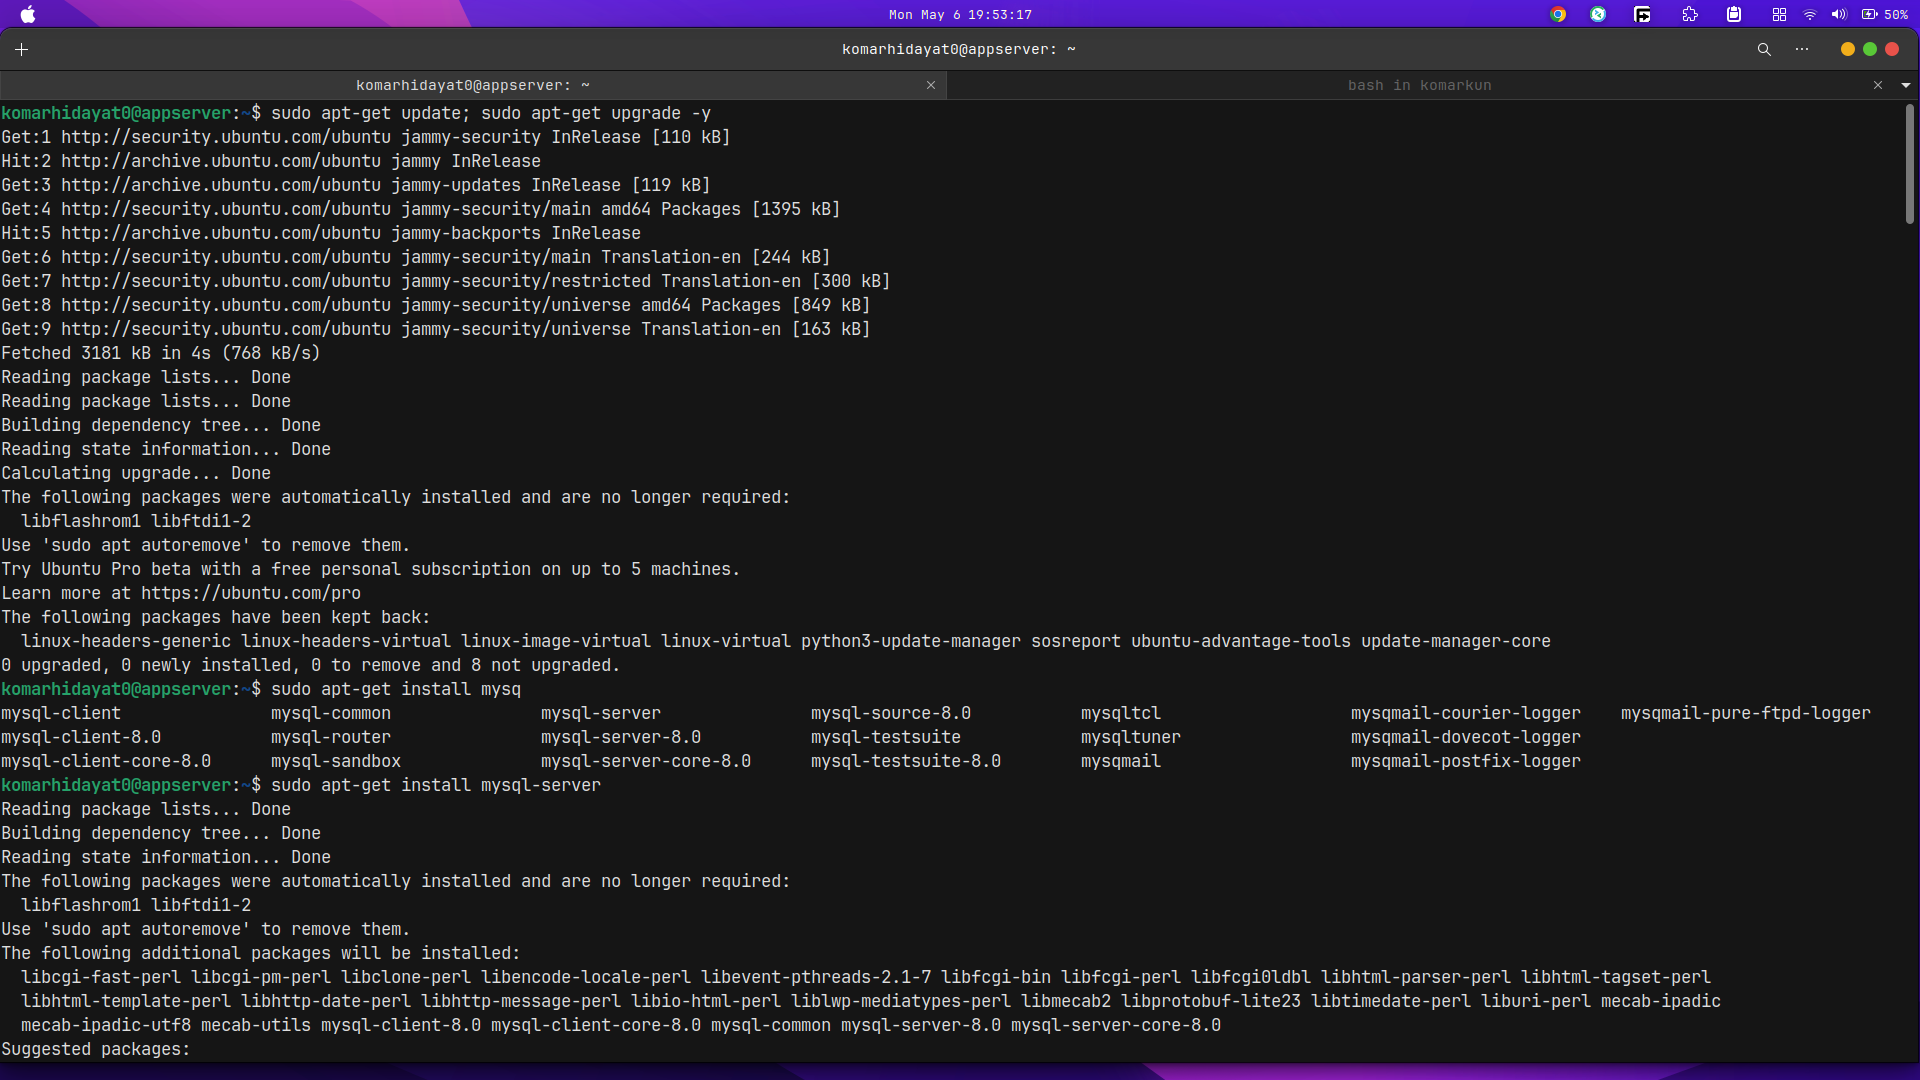 Mon May 6 19:53:17
50%
komarhidayat0@appserver: ~
komarhidayat0@appserver: ~
bash in komarkun
komarhidayat0@appserver:~$ sudo apt-get update; sudo apt-get upgrade -y
Get:1 http://security.ubuntu.com/ubuntu jammy-security InRelease [110 kB]
Hit:2 http://archive.ubuntu.com/ubuntu jammy InRelease
Get:3 http://archive.ubuntu.com/ubuntu jammy-updates InRelease [119 kB]
Get:4 http://security.ubuntu.com/ubuntu jammy-security/main amd64 Packages [1395 kB]
Hit:5 http://archive.ubuntu.com/ubuntu jammy-backports InRelease
Get:6 http://security.ubuntu.com/ubuntu jammy-security/main Translation-en [244 kB]
Get:7 http://security.ubuntu.com/ubuntu jammy-security/restricted Translation-en [300 kB]
Get:8 http://security.ubuntu.com/ubuntu jammy-security/universe amd64 Packages [849 kB]
Get:9 http://security.ubuntu.com/ubuntu jammy-security/universe Translation-en [163 kB]
Fetched 3181 kB in 4s (768 kB/s)
Reading package lists... Done
Reading package lists... Done
Building dependency tree... Done
Reading state information... Done
Calculating upgrade... Done
The following packages were automatically installed and are no longer required:
  libflashrom1 libftdi1-2
Use 'sudo apt autoremove' to remove them.
Try Ubuntu Pro beta with a free personal subscription on up to 5 machines.
Learn more at https://ubuntu.com/pro
The following packages have been kept back:
  linux-headers-generic linux-headers-virtual linux-image-virtual linux-virtual python3-update-manager sosreport ubuntu-advantage-tools update-manager-core
0 upgraded, 0 newly installed, 0 to remove and 8 not upgraded.
komarhidayat0@appserver:~$ sudo apt-get install mysq
mysql-client mysql-common mysql-server mysql-source-8.0 mysqltcl mysqmail-courier-logger mysqmail-pure-ftpd-logger
mysql-client-8.0 mysql-router mysql-server-8.0 mysql-testsuite mysqltuner mysqmail-dovecot-logger
mysql-client-core-8.0 mysql-sandbox mysql-server-core-8.0 mysql-testsuite-8.0 mysqmail mysqmail-postfix-logger
komarhidayat0@appserver:~$ sudo apt-get install mysql-server
Reading package lists... Done
Building dependency tree... Done
Reading state information... Done
The following packages were automatically installed and are no longer required:
  libflashrom1 libftdi1-2
Use 'sudo apt autoremove' to remove them.
The following additional packages will be installed:
  libcgi-fast-perl libcgi-pm-perl libclone-perl libencode-locale-perl libevent-pthreads-2.1-7 libfcgi-bin libfcgi-perl libfcgi0ldbl libhtml-parser-perl libhtml-tagset-perl
  libhtml-template-perl libhttp-date-perl libhttp-message-perl libio-html-perl liblwp-mediatypes-perl libmecab2 libprotobuf-lite23 libtimedate-perl liburi-perl mecab-ipadic
  mecab-ipadic-utf8 mecab-utils mysql-client-8.0 mysql-client-core-8.0 mysql-common mysql-server-8.0 mysql-server-core-8.0
Suggested packages: